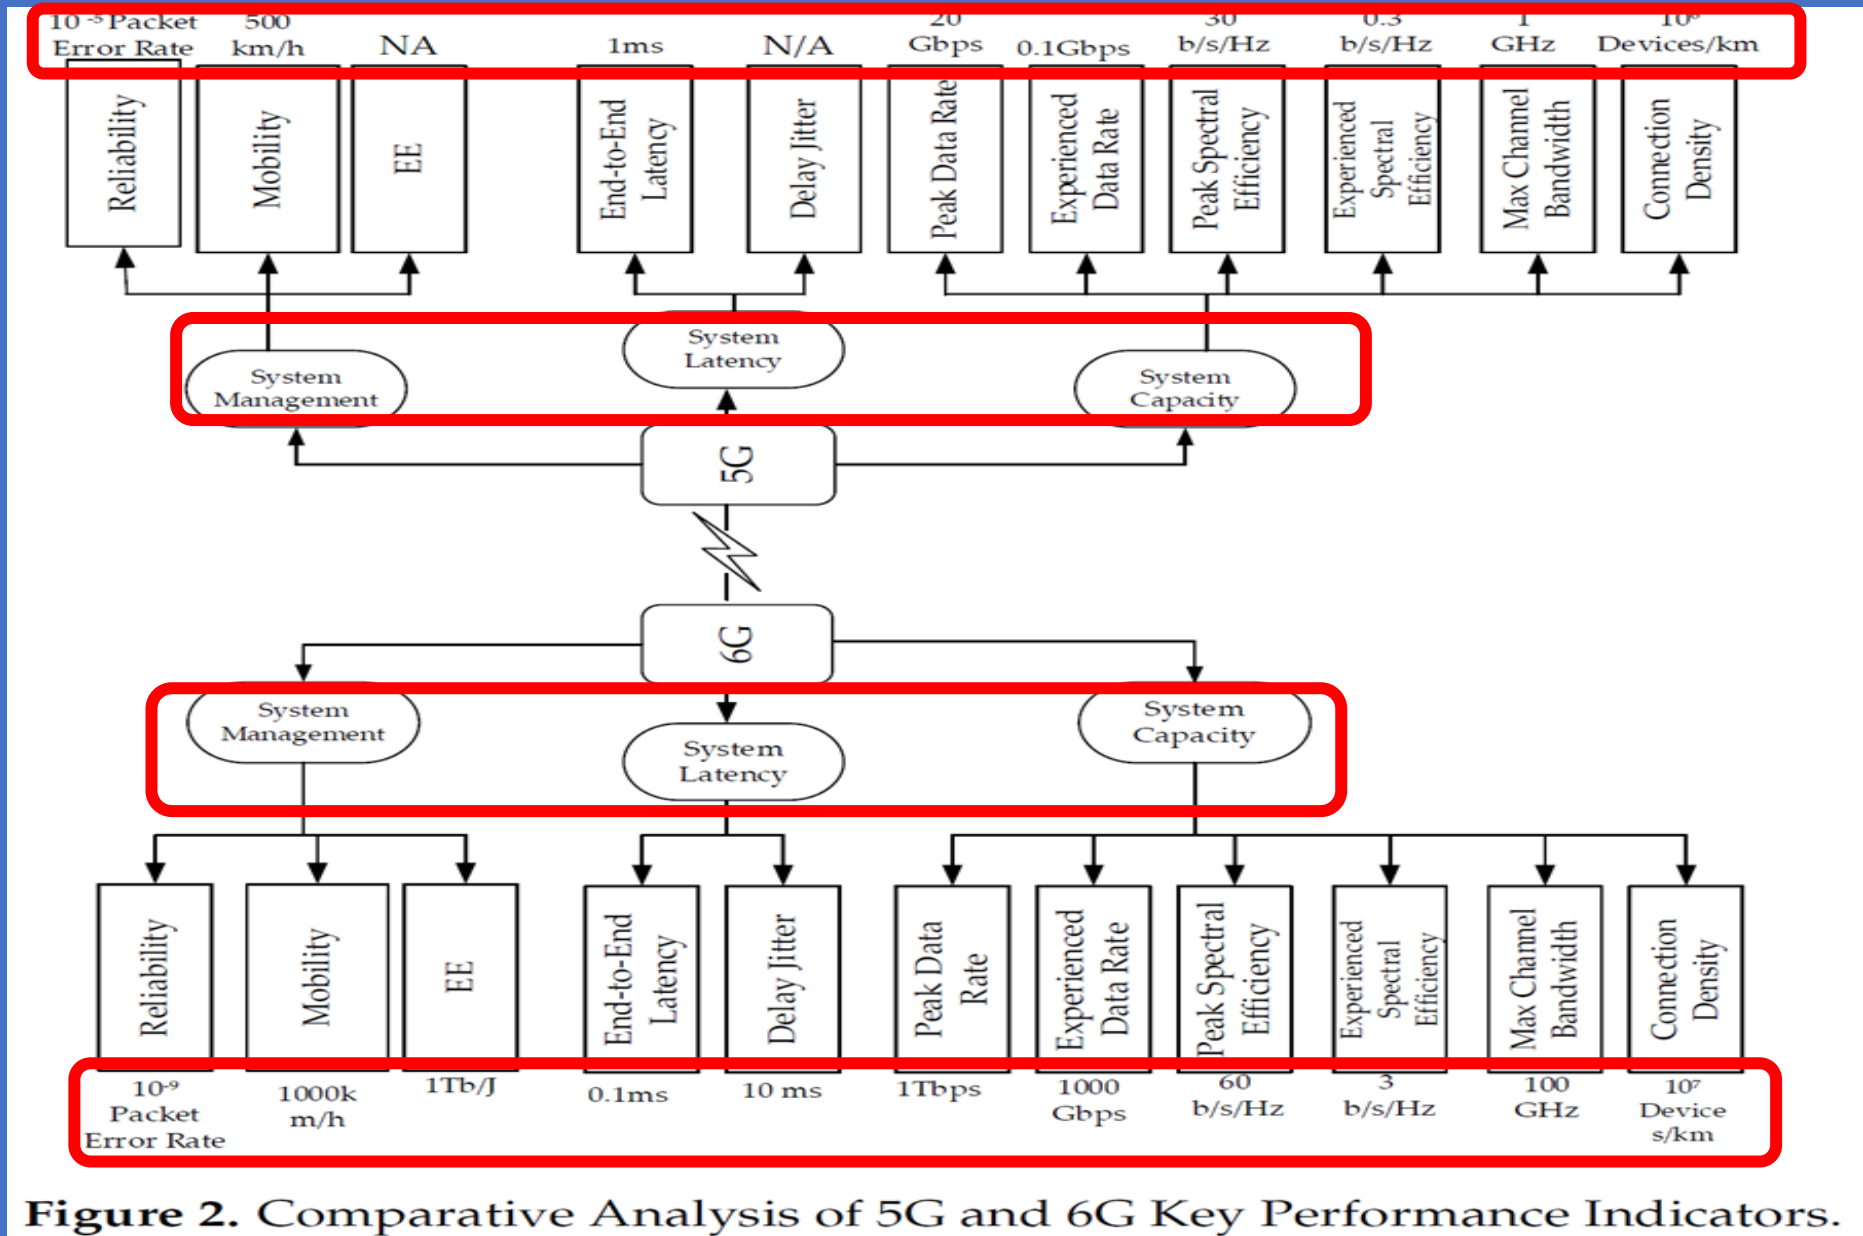 10⁻⁵ Packet
Error Rate
500
km/h
NA
1ms
N/A
20
Gbps
0.1Gbps
30
b/s/Hz
0.3
b/s/Hz
1
GHz
10⁶
Devices/km
Reliability
Mobility
EE
End-to-End
Latency
Delay Jitter
Peak Data Rate
Experienced
Data Rate
Peak Spectral
Efficiency
Experienced
Spectral
Efficiency
Max Channel
Bandwidth
Connection
Density
System
Management
System
Latency
System
Capacity
5G
6G
System
Management
System
Latency
System
Capacity
Reliability
Mobility
EE
End-to-End
Latency
Delay Jitter
Peak Data
Rate
Experienced
Data Rate
Peak Spectral
Efficiency
Experienced
Spectral
Efficiency
Max Channel
Bandwidth
Connection
Density
10⁻⁹
Packet
Error Rate
1000k
m/h
1Tb/J
0.1ms
10 ms
1Tbps
1000
Gbps
60
b/s/Hz
3
b/s/Hz
100
GHz
10⁷
Device
s/km
Figure 2. Comparative Analysis of 5G and 6G Key Performance Indicators.